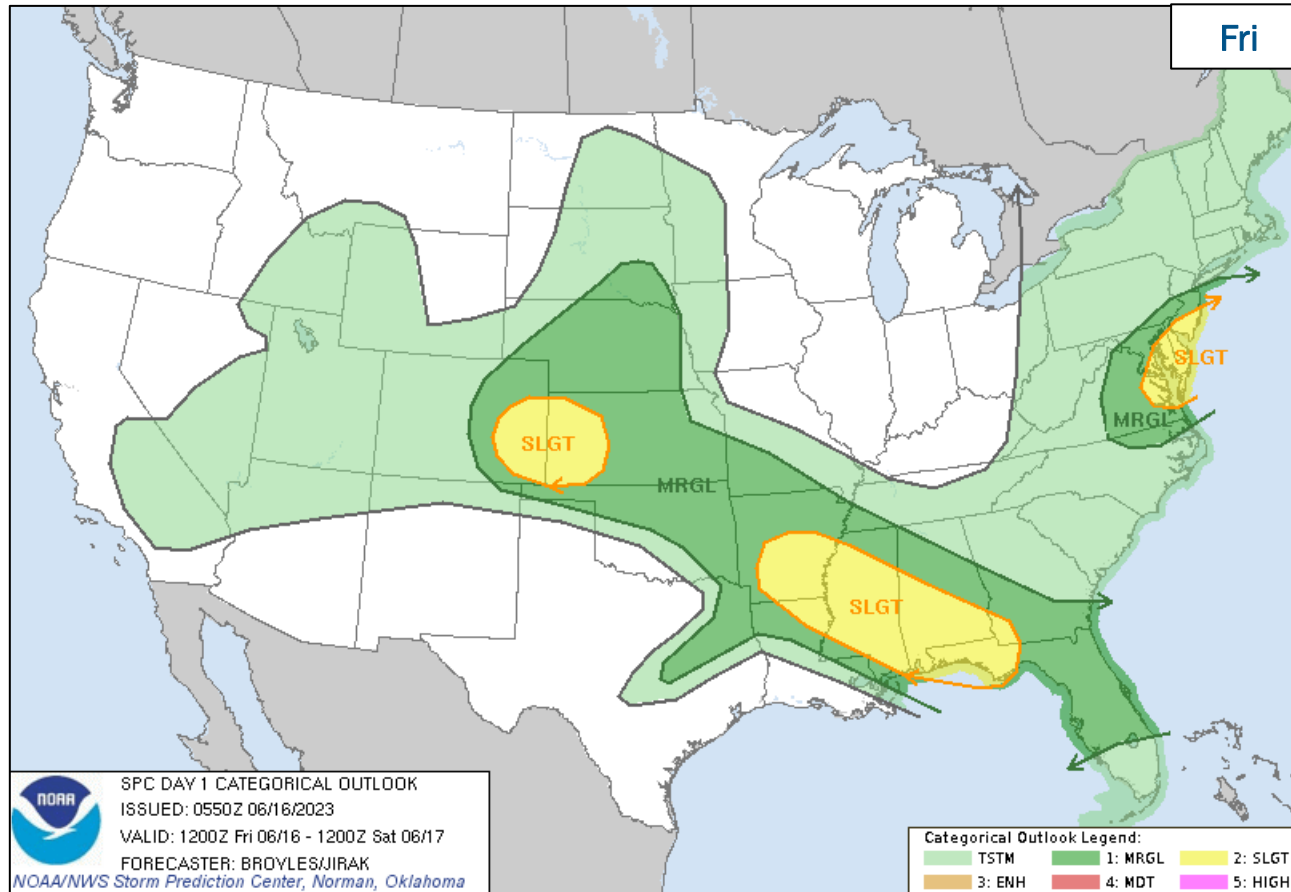 Fri
SLGT
MRGL
SLGT
MRGL
SLGT
NOAA
SPC DAY 1 CATEGORICAL OUTLOOK
ISSUED: 0550Z 06/16/2023
VALID: 1200Z Fri 06/16 - 1200Z Sat 06/17
FORECASTER: BROYLES/JIRAK
NOAA/NWS Storm Prediction Center, Norman, Oklahoma
Categorical Outlook Legend:
TSTM 1: MRGL 2: SLGT
3: ENH 4: MDT 5: HIGH